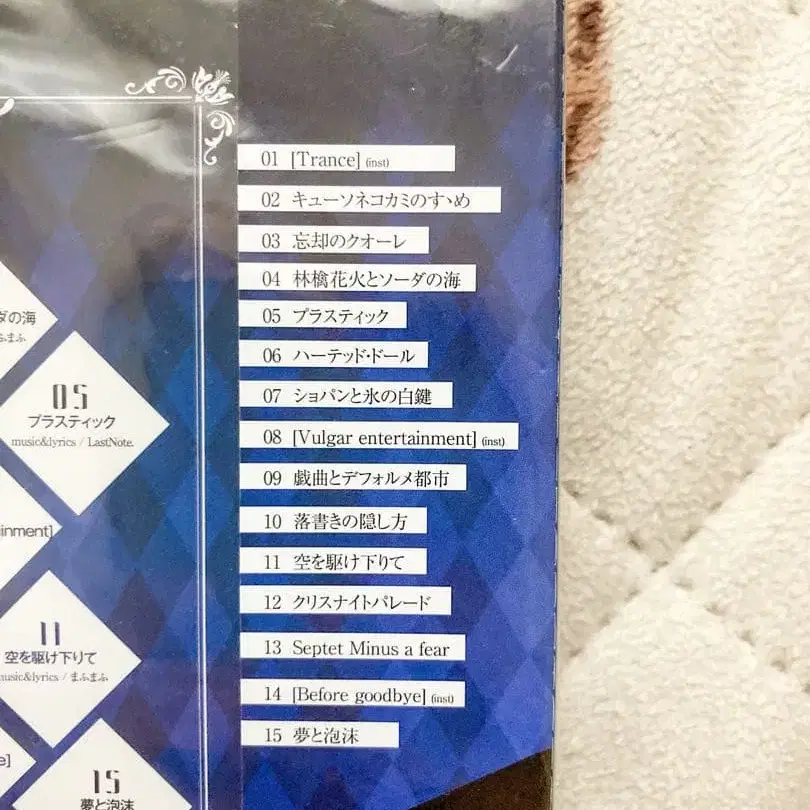 01 [Trance] (inst)
02 キューソネコカミのすゝめ
03 忘却のクオーレ
04 林檎花火とソーダの海
05 プラスティック
06 ハーテッド・ドール
07 ショパンと氷の白鍵
08 [Vulgar entertainment] (inst)
09 戯曲とデフォルメ都市
10 落書きの隠し方
11 空を駆け下りて
12 クリスナイトパレード
13 Septet Minus a fear
14 [Before goodbye] (inst)
15 夢と泡沫
ダの海
ふまふ
05
プラスティック
music&lyrics / LastNote.
inment]
11
空を駆け下りて
music&lyrics / まふまふ
e]
15
夢と泡沫